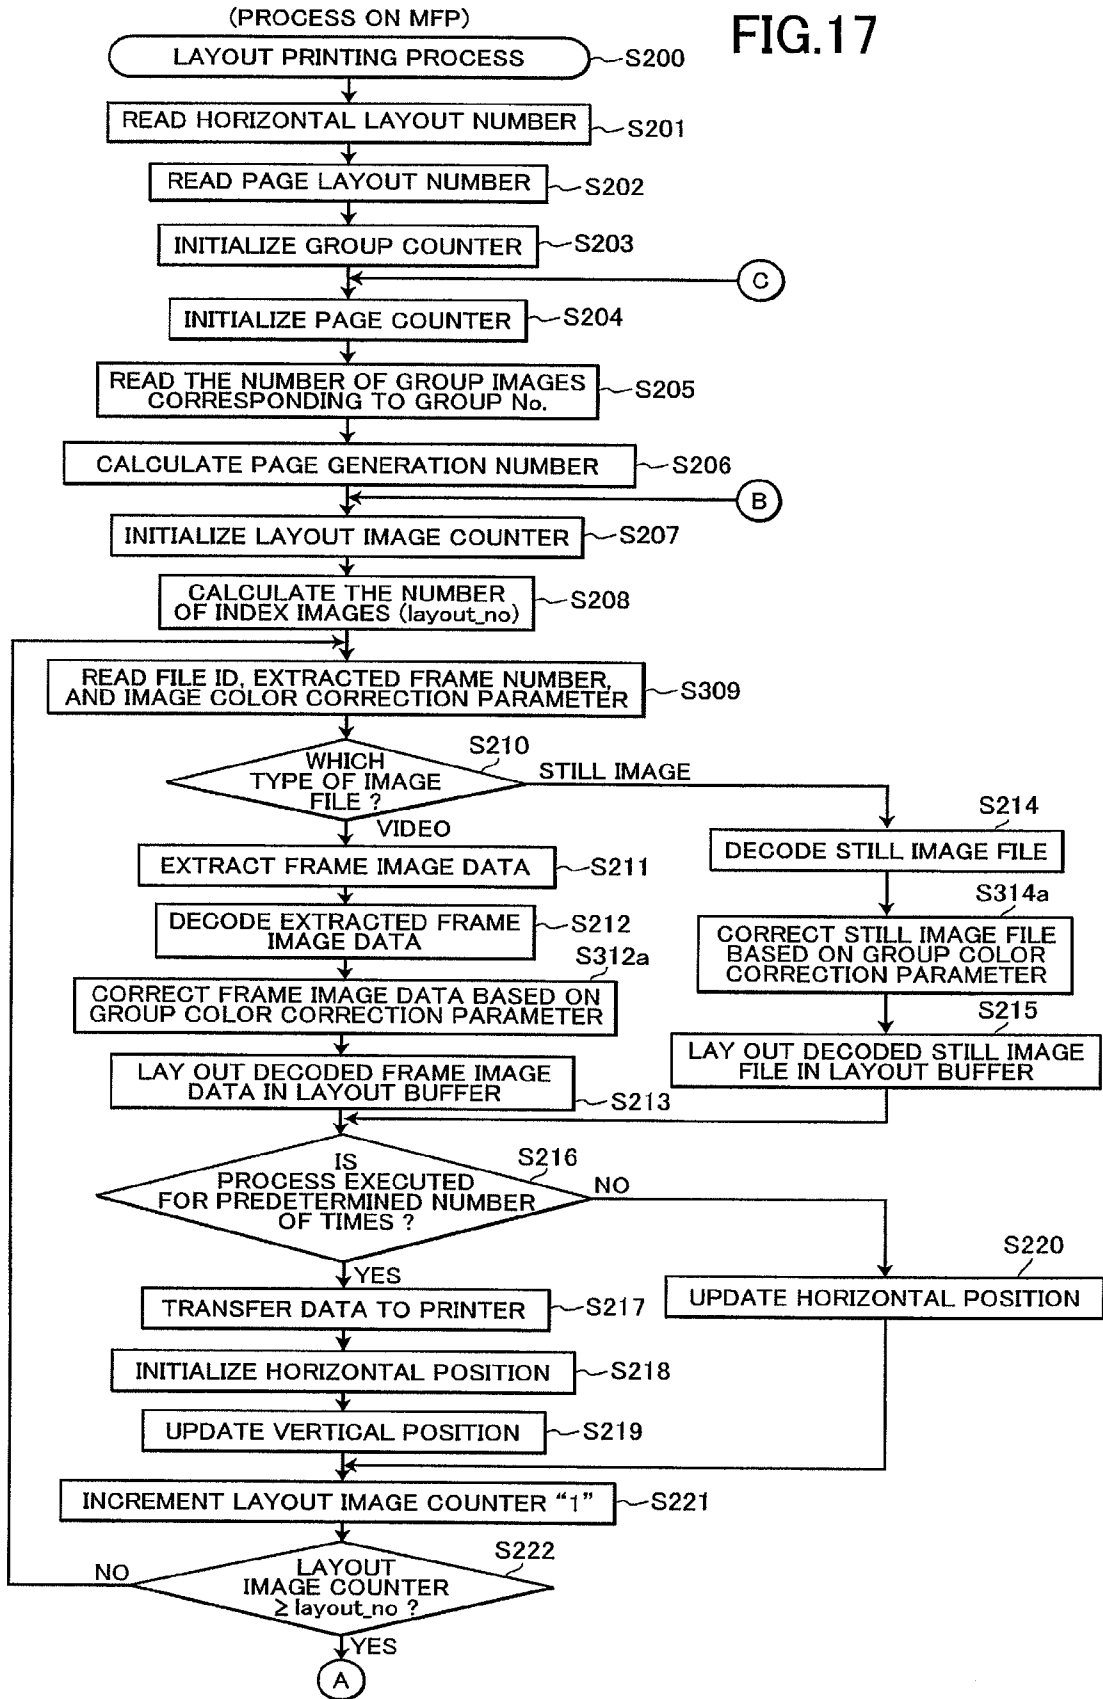 (PROCESS ON MFP)
FIG.17
LAYOUT PRINTING PROCESS
S200
READ HORIZONTAL LAYOUT NUMBER
S201
READ PAGE LAYOUT NUMBER
S202
INITIALIZE GROUP COUNTER
S203
C
INITIALIZE PAGE COUNTER
S204
READ THE NUMBER OF GROUP IMAGES
CORRESPONDING TO GROUP No.
S205
CALCULATE PAGE GENERATION NUMBER
S206
B
INITIALIZE LAYOUT IMAGE COUNTER
S207
CALCULATE THE NUMBER
OF INDEX IMAGES (layout_no)
S208
READ FILE ID, EXTRACTED FRAME NUMBER,
AND IMAGE COLOR CORRECTION PARAMETER
S309
WHICH
TYPE OF IMAGE
FILE ?
S210
STILL IMAGE
VIDEO
S214
DECODE STILL IMAGE FILE
EXTRACT FRAME IMAGE DATA
S211
DECODE EXTRACTED FRAME
IMAGE DATA
S212
S314a
CORRECT STILL IMAGE FILE
BASED ON GROUP COLOR
CORRECTION PARAMETER
S312a
CORRECT FRAME IMAGE DATA BASED ON
GROUP COLOR CORRECTION PARAMETER
S215
LAY OUT DECODED STILL IMAGE
FILE IN LAYOUT BUFFER
LAY OUT DECODED FRAME IMAGE
DATA IN LAYOUT BUFFER
S213
IS
PROCESS EXECUTED
FOR PREDETERMINED NUMBER
OF TIMES ?
S216
NO
YES
S220
UPDATE HORIZONTAL POSITION
TRANSFER DATA TO PRINTER
S217
INITIALIZE HORIZONTAL POSITION
S218
UPDATE VERTICAL POSITION
S219
INCREMENT LAYOUT IMAGE COUNTER “1”
S221
LAYOUT
IMAGE COUNTER
≥ layout_no ?
S222
NO
YES
A